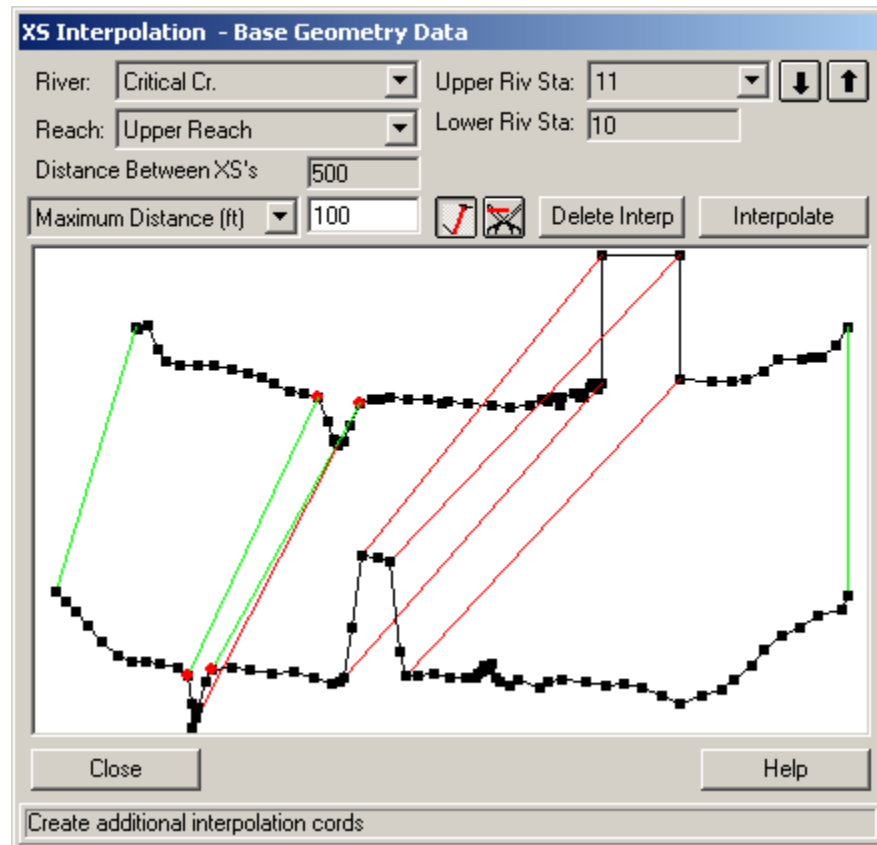 XS Interpolation - Base Geometry Data
River: Critical Cr. Upper Riv Sta: 11
Reach: Upper Reach Lower Riv Sta: 10
Distance Between XS's 500
Maximum Distance (ft) 100 Delete Interp Interpolate
Close Help
Create additional interpolation cords